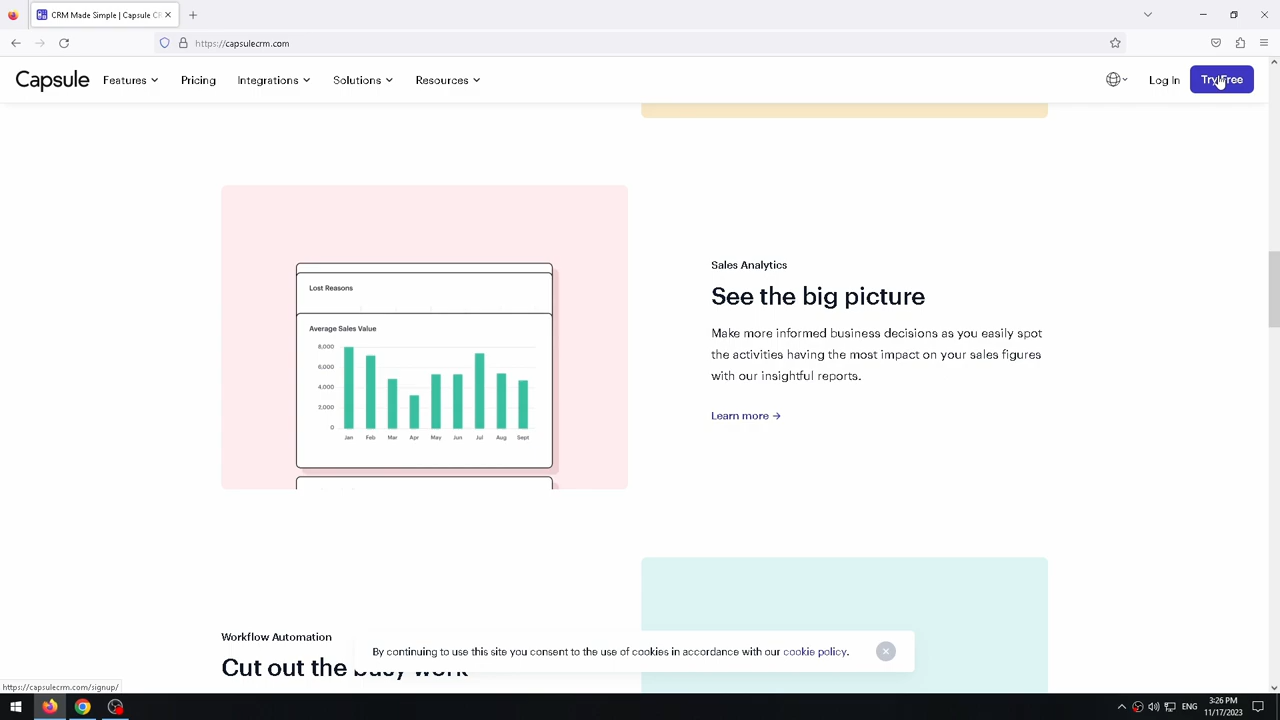 CRM Made Simple | Capsule CR
https://capsulecrm.com
Capsule
Features
Pricing
Integrations
Solutions
Resources
Log In
Try Free
Lost Reasons
Average Sales Value
8,000
6,000
4,000
2,000
0
Jan Feb Mar Apr May Jun Jul Aug Sept
Sales Analytics
See the big picture
Make more informed business decisions as you easily spot
the activities having the most impact on your sales figures
with our insightful reports.
Learn more →
Workflow Automation
Cut out the busy work
By continuing to use this site you consent to the use of cookies in accordance with our cookie policy.
https://capsulecrm.com/signup/
ENG
3:26 PM
11/17/2023